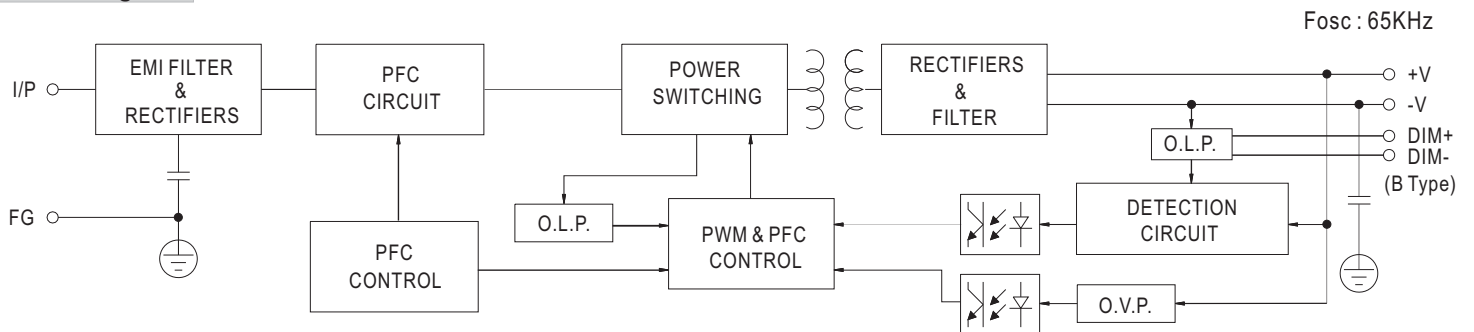 Fosc : 65KHz
I/P
EMI FILTER
&
RECTIFIERS
PFC
CIRCUIT
POWER
SWITCHING
RECTIFIERS
&
FILTER
+V
-V
O.L.P.
DIM+
DIM-
(B Type)
FG
O.L.P.
PFC
CONTROL
PWM & PFC
CONTROL
DETECTION
CIRCUIT
O.V.P.